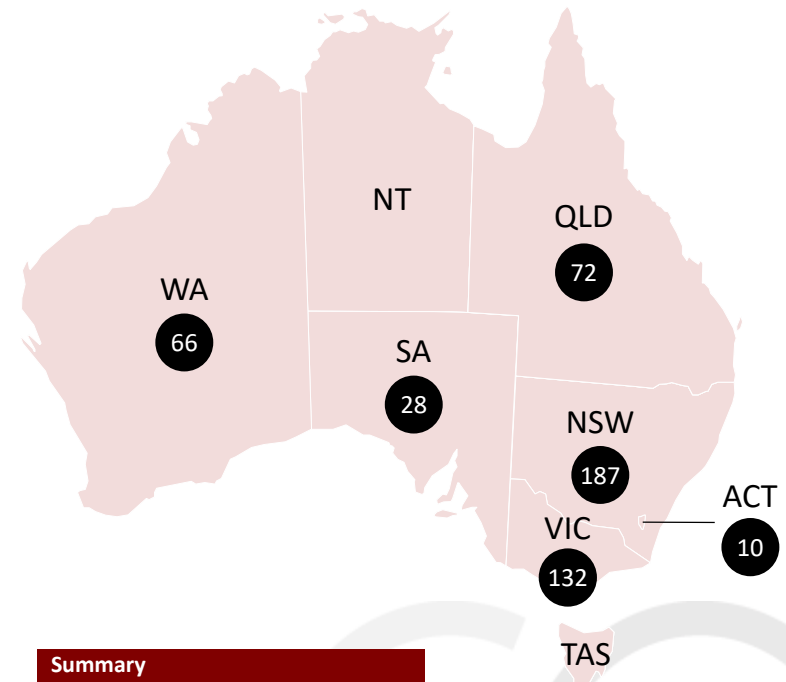 NT
QLD
72
WA
66
SA
28
NSW
187
ACT
10
VIC
132
TAS
Summary